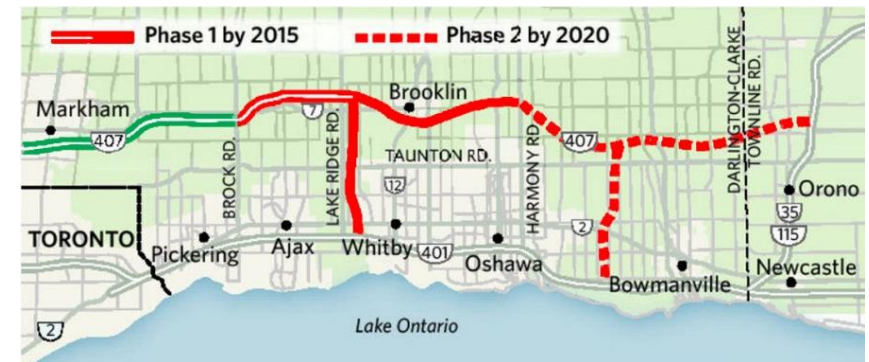 Phase 1 by 2015
Phase 2 by 2020
Markham
407
BROCK RD.
7
LAKE RIDGE RD.
Brooklin
TAUNTON RD.
12
HARMONY RD.
407
DARLINGTON-CLARKE
TOWNLINE RD.
Orono
35
115
TORONTO
Pickering
Ajax
Whitby
401
Oshawa
2
Bowmanville
Newcastle
2
Lake Ontario